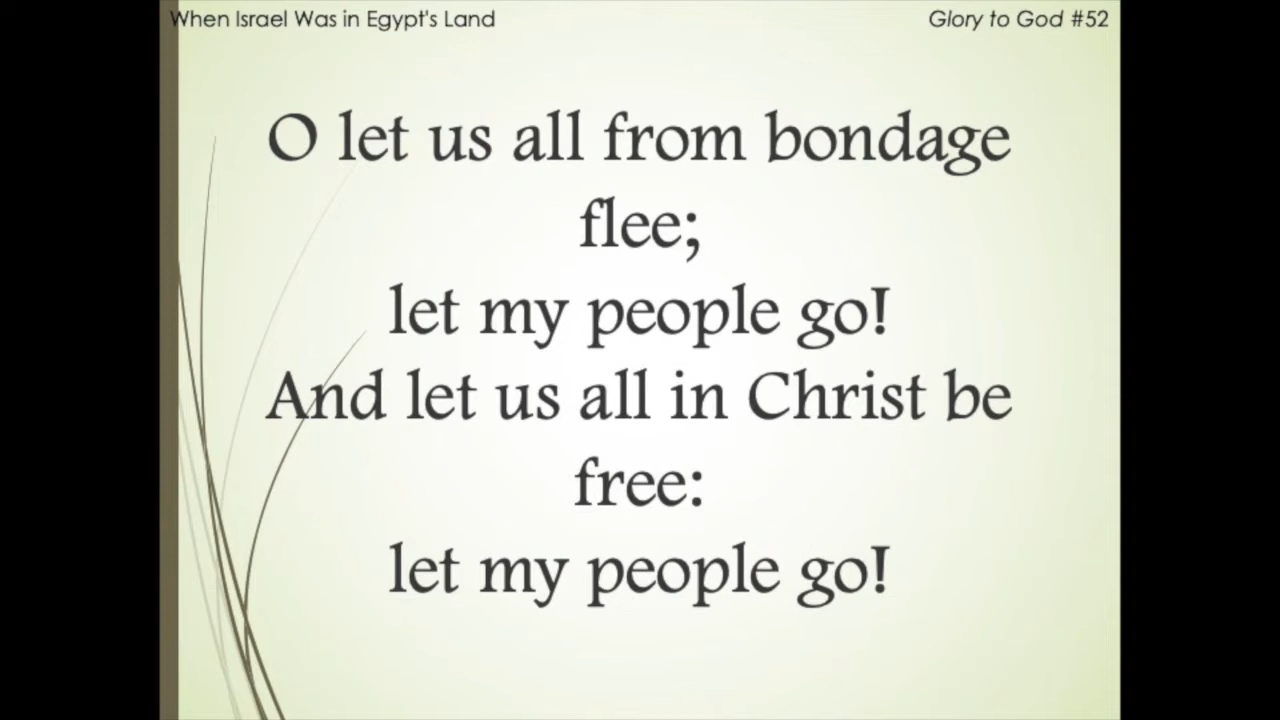 When Israel Was in Egypt's Land
Glory to God #52
O let us all from bondage
flee;
let my people go!
And let us all in Christ be
free:
let my people go!